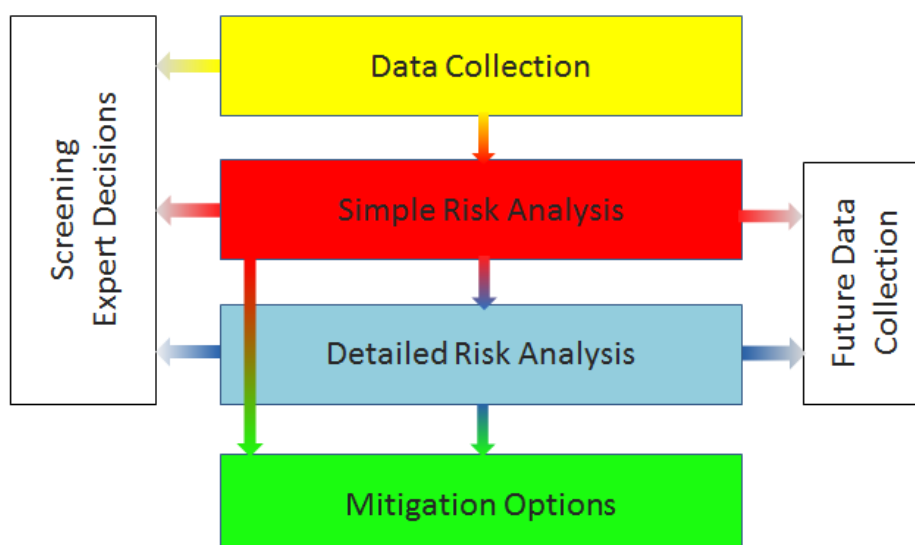 Data Collection
Screening
Expert Decisions
Simple Risk Analysis
Future Data
Collection
Detailed Risk Analysis
Mitigation Options